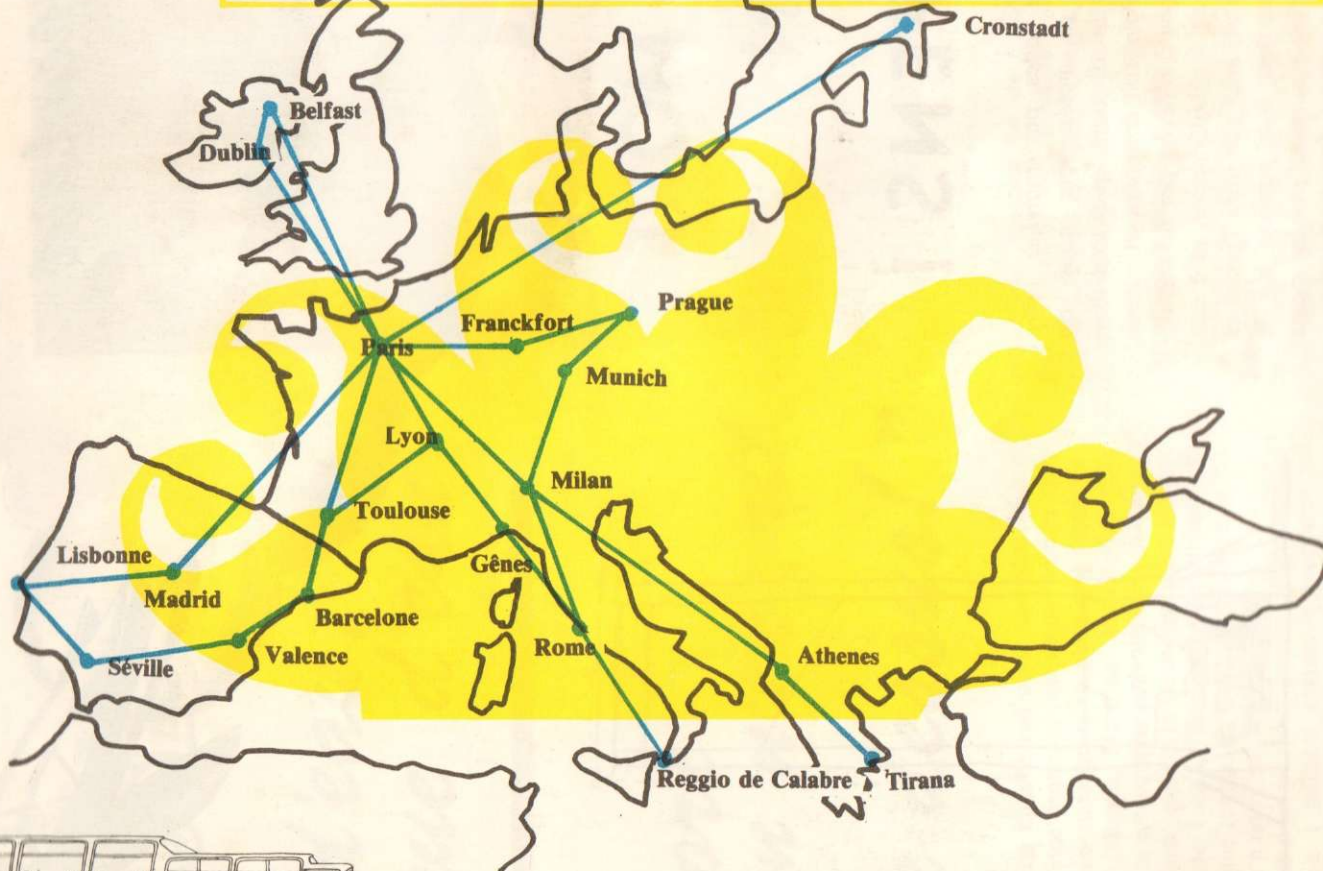 Cronstadt
Belfast
Dublin
Prague
Franckfort
Paris
Munich
Lyon
Milan
Toulouse
Lisbonne
Gênes
Madrid
Barcelone
Rome
Valence
Athenes
Séville
Reggio de Calabre
Tirana